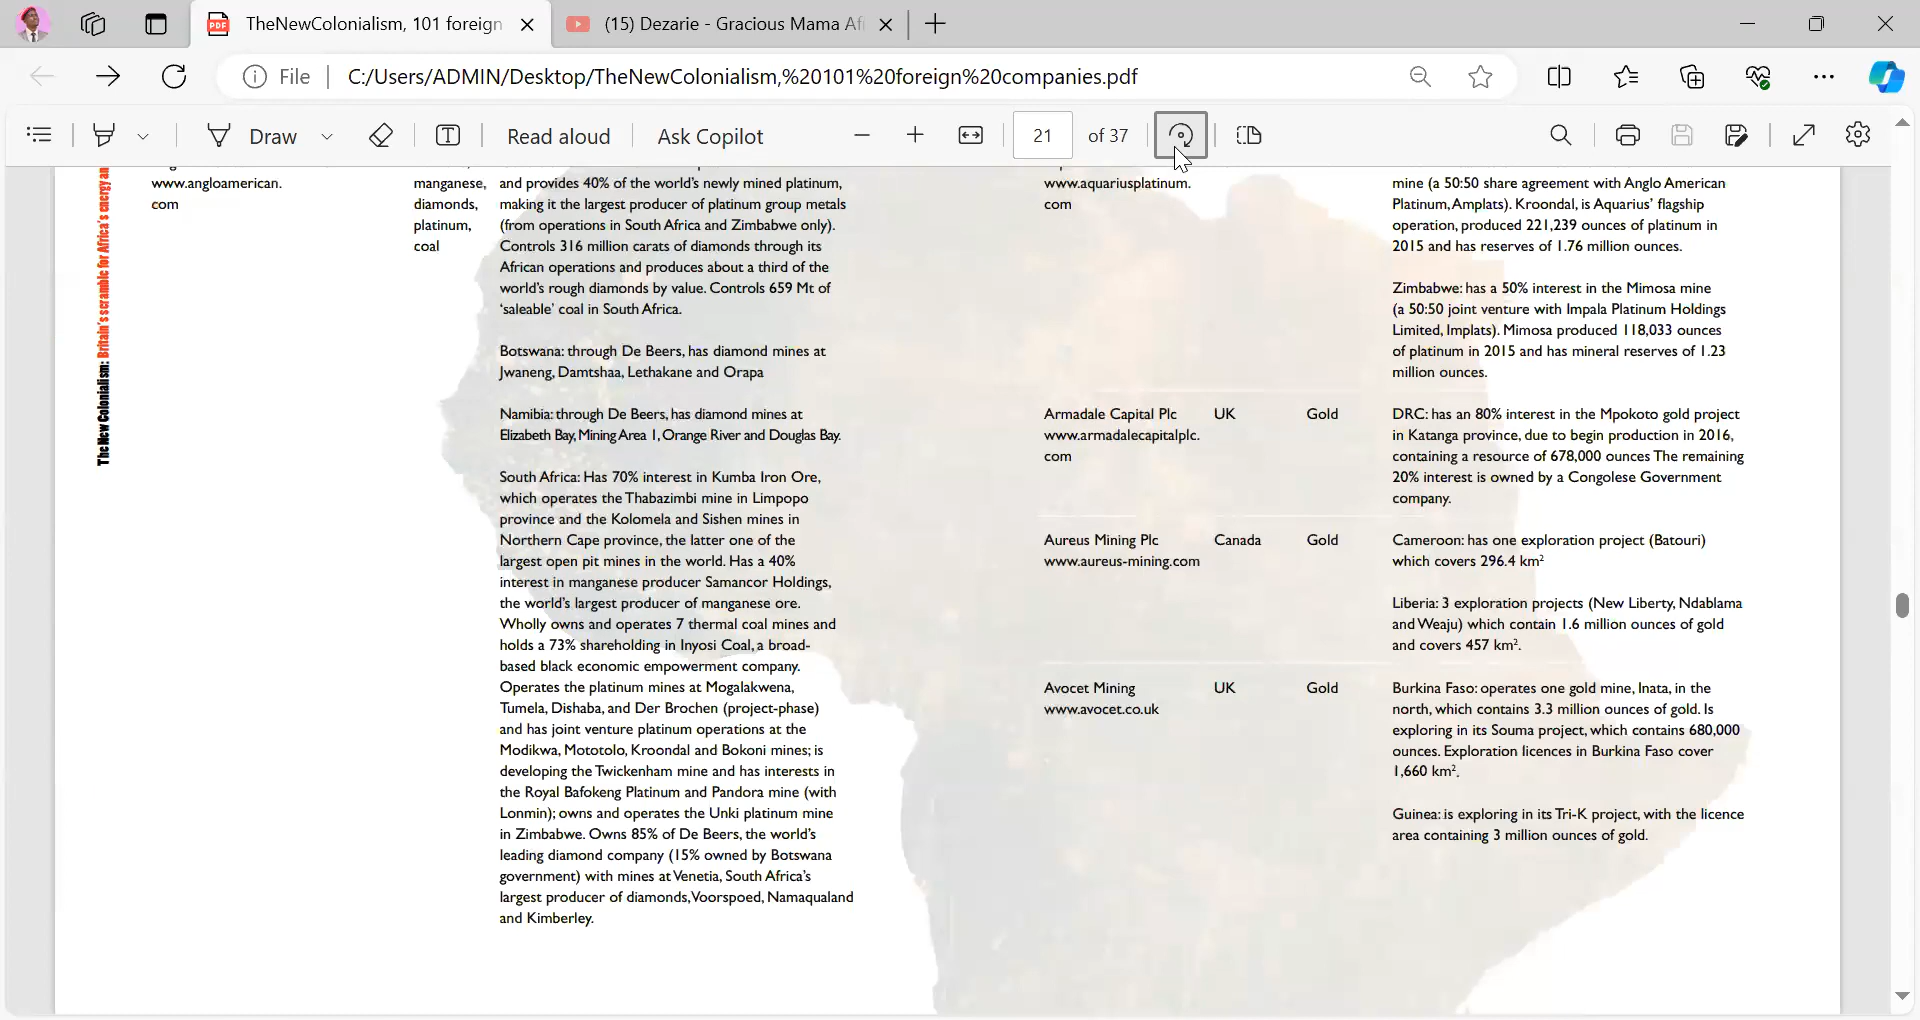 TheNewColonialism, 101 foreign
(15) Dezarie - Gracious Mama Af
File
C:/Users/ADMIN/Desktop/TheNewColonialism,%20101%20foreign%20companies.pdf
Draw
Read aloud
Ask Copilot
21
of 37
The New Colonialism: Britain's scramble for Africa's energy an
www.angloamerican.
com
manganese,
diamonds,
platinum,
coal
and provides 40% of the world's newly mined platinum,
making it the largest producer of platinum group metals
(from operations in South Africa and Zimbabwe only).
Controls 316 million carats of diamonds through its
African operations and produces about a third of the
world's rough diamonds by value. Controls 659 Mt of
'saleable' coal in South Africa.
Botswana: through De Beers, has diamond mines at
Jwaneng, Damtshaa, Lethakane and Orapa
Namibia: through De Beers, has diamond mines at
Elizabeth Bay, Mining Area 1, Orange River and Douglas Bay.
South Africa: Has 70% interest in Kumba Iron Ore,
which operates the Thabazimbi mine in Limpopo
province and the Kolomela and Sishen mines in
Northern Cape province, the latter one of the
largest open pit mines in the world. Has a 40%
interest in manganese producer Samancor Holdings,
the world's largest producer of manganese ore.
Wholly owns and operates 7 thermal coal mines and
holds a 73% shareholding in Inyosi Coal, a broad-
based black economic empowerment company.
Operates the platinum mines at Mogalakwena,
Tumela, Dishaba, and Der Brochen (project-phase)
and has joint venture platinum operations at the
Modikwa, Mototolo, Kroondal and Bokoni mines; is
developing the Twickenham mine and has interests in
the Royal Bafokeng Platinum and Pandora mine (with
Lonmin); owns and operates the Unki platinum mine
in Zimbabwe. Owns 85% of De Beers, the world's
leading diamond company (15% owned by Botswana
government) with mines at Venetia, South Africa's
largest producer of diamonds, Voorspoed, Namaqualand
and Kimberley.
www.aquariusplatinum.
com
mine (a 50:50 share agreement with Anglo American
Platinum, Amplats). Kroondal, is Aquarius' flagship
operation, produced 221,239 ounces of platinum in
2015 and has reserves of 1.76 million ounces.
Zimbabwe: has a 50% interest in the Mimosa mine
(a 50:50 joint venture with Impala Platinum Holdings
Limited, Implats). Mimosa produced 118,033 ounces
of platinum in 2015 and has mineral reserves of 1.23
million ounces.
Armadale Capital Plc
www.armadalecapitalplc.
com
UK
Gold
DRC: has an 80% interest in the Mpokoto gold project
in Katanga province, due to begin production in 2016,
containing a resource of 678,000 ounces The remaining
20% interest is owned by a Congolese Government
company.
Aureus Mining Plc
www.aureus-mining.com
Canada
Gold
Cameroon: has one exploration project (Batouri)
which covers 296.4 km²
Liberia: 3 exploration projects (New Liberty, Ndablama
and Weaju) which contain 1.6 million ounces of gold
and covers 457 km².
Avocet Mining
www.avocet.co.uk
UK
Gold
Burkina Faso: operates one gold mine, Inata, in the
north, which contains 3.3 million ounces of gold. Is
exploring in its Souma project, which contains 680,000
ounces. Exploration licences in Burkina Faso cover
1,660 km².
Guinea: is exploring in its Tri-K project, with the licence
area containing 3 million ounces of gold.